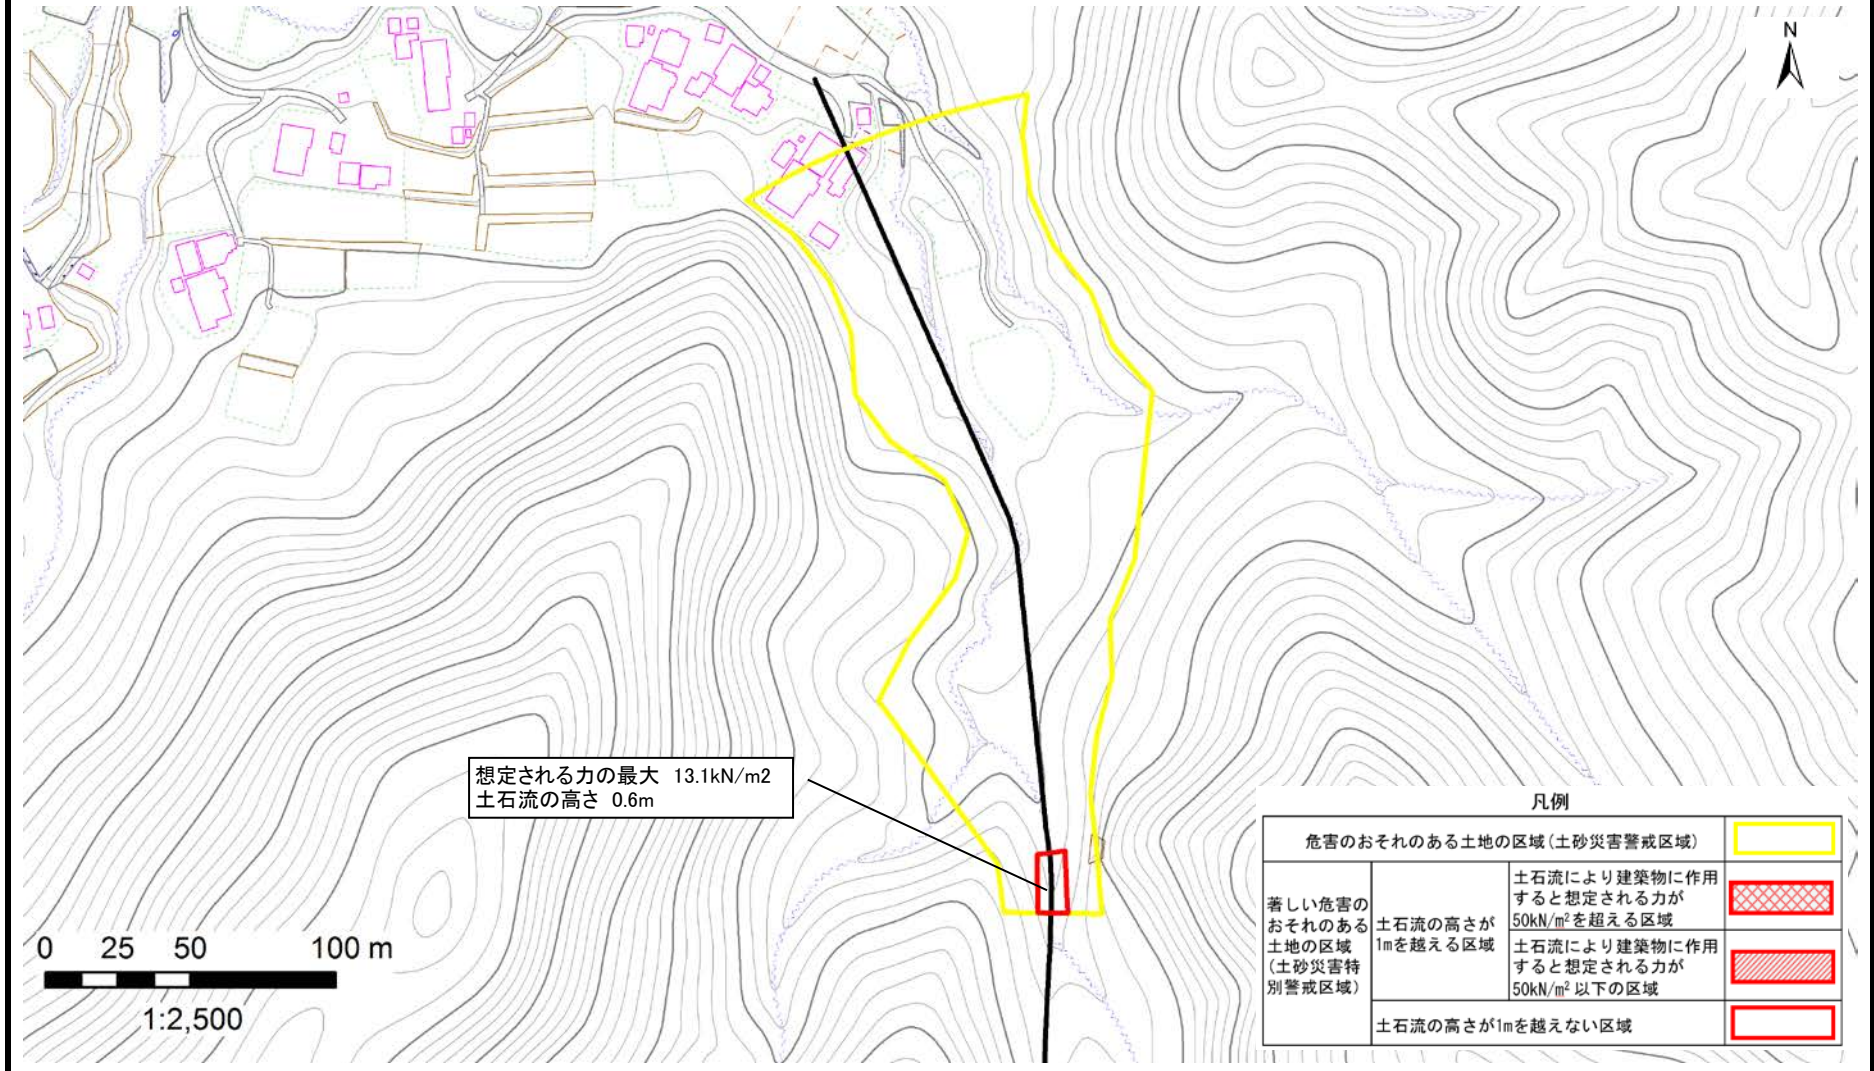 N
想定される力の最大 13.1kN/m2
土石流の高さ 0.6m
0 25 50 100 m
1:2,500
凡例
危害のおそれのある土地の区域（土砂災害警戒区域）
著しい危害の
おそれのある
土地の区域
（土砂災害特
別警戒区域）
土石流の高さが
1mを越える区域
土石流により建築物に作用
すると想定される力が
50kN/m²を超える区域
土石流により建築物に作用
すると想定される力が
50kN/m² 以下の区域
土石流の高さが1mを越えない区域